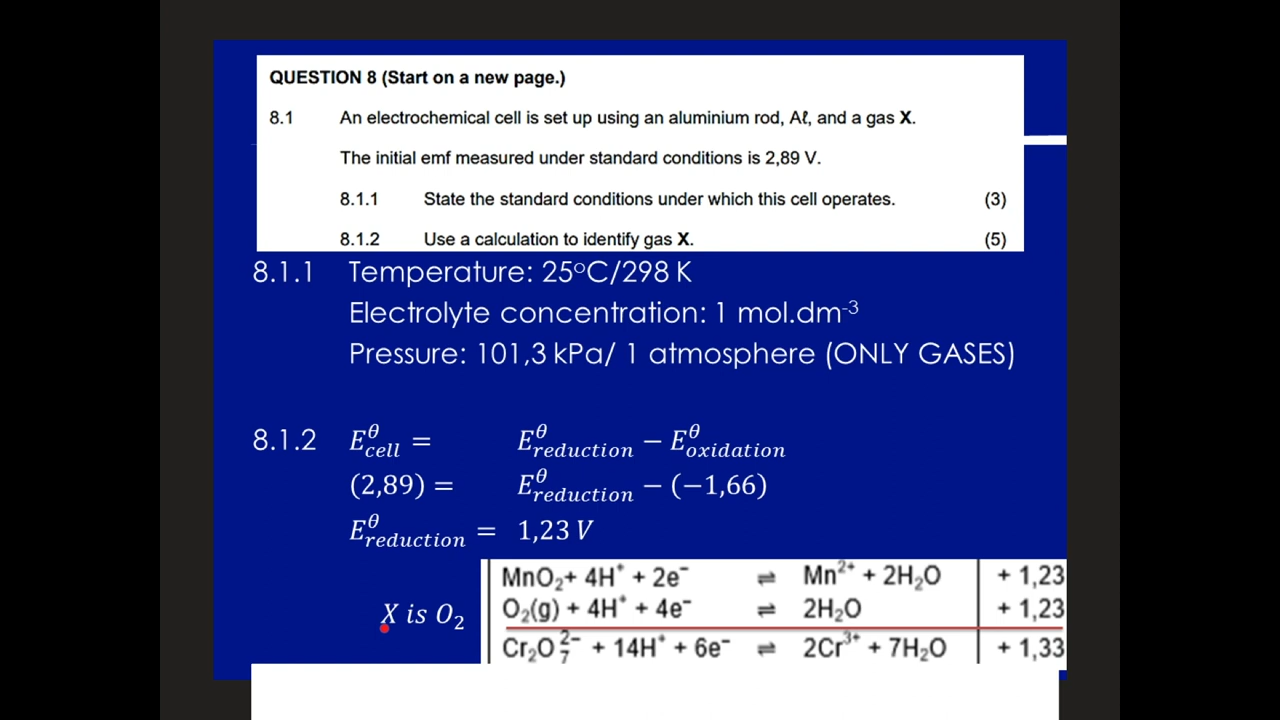 QUESTION 8 (Start on a new page.)
8.1 An electrochemical cell is set up using an aluminium rod, Aℓ, and a gas X.
The initial emf measured under standard conditions is 2,89 V.
8.1.1 State the standard conditions under which this cell operates. (3)
8.1.2 Use a calculation to identify gas X. (5)
8.1.1 Temperature: 25°C/298 K
Electrolyte concentration: 1 mol.dm⁻³
Pressure: 101,3 kPa/ 1 atmosphere (ONLY GASES)
8.1.2 E^θ_cell = E^θ_reduction − E^θ_oxidation
(2,89) = E^θ_reduction − (−1,66)
E^θ_reduction = 1,23 V
MnO₂+ 4H⁺ + 2e⁻ ⇌ Mn²⁺ + 2H₂O + 1,23
X is O₂ O₂(g) + 4H⁺ + 4e⁻ ⇌ 2H₂O + 1,23
Cr₂O₇²⁻ + 14H⁺ + 6e⁻ ⇌ 2Cr³⁺ + 7H₂O + 1,33